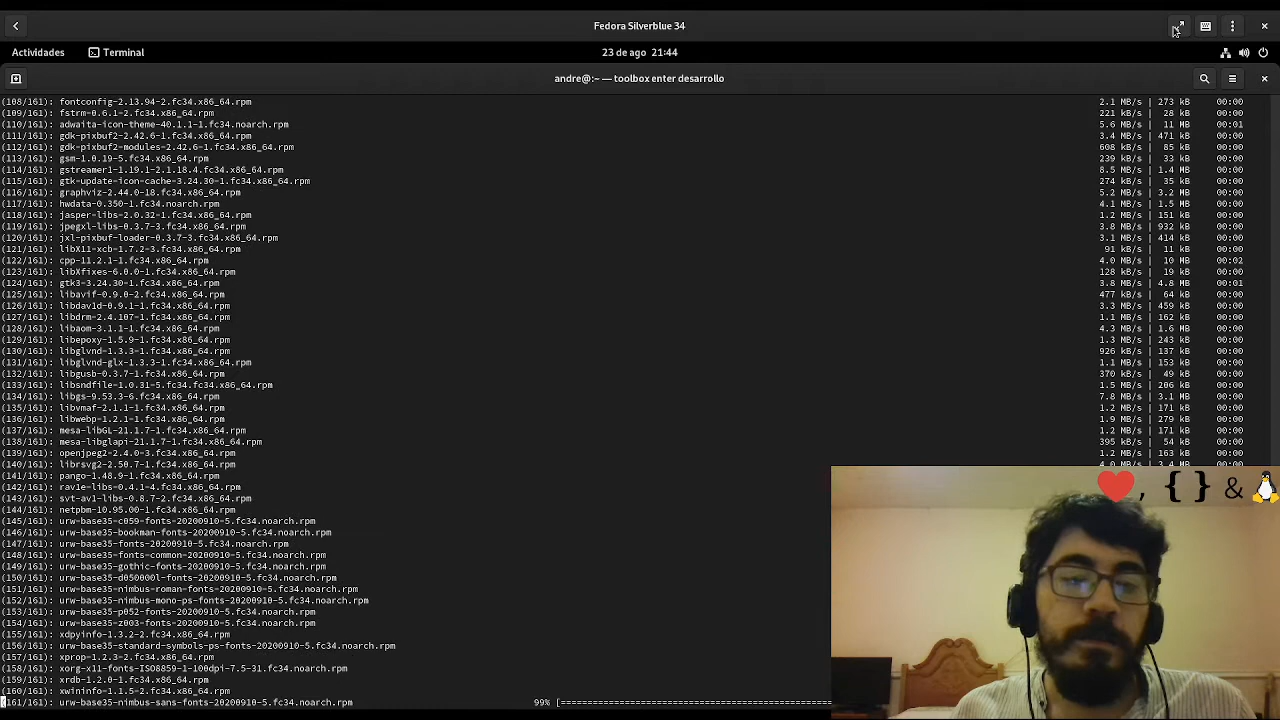 Fedora Silverblue 34
Actividades Terminal 23 de ago 21:44
andre@:~ — toolbox enter desarrollo
(108/161): fontconfig-2.13.94-2.fc34.x86_64.rpm 2.1 MB/s | 273 kB 00:00
(109/161): fstrm-0.6.1-2.fc34.x86_64.rpm 221 kB/s | 28 kB 00:00
(110/161): adwaita-icon-theme-40.1.1-1.fc34.noarch.rpm 5.6 MB/s | 11 MB 00:01
(111/161): gdk-pixbuf2-2.42.6-1.fc34.x86_64.rpm 3.4 MB/s | 471 kB 00:00
(112/161): gdk-pixbuf2-modules-2.42.6-1.fc34.x86_64.rpm 608 kB/s | 85 kB 00:00
(113/161): gsm-1.0.19-5.fc34.x86_64.rpm 239 kB/s | 33 kB 00:00
(114/161): gstreamer1-1.19.1-2.1.18.4.fc34.x86_64.rpm 8.5 MB/s | 1.4 MB 00:00
(115/161): gtk-update-icon-cache-3.24.30-1.fc34.x86_64.rpm 274 kB/s | 35 kB 00:00
(116/161): graphviz-2.44.0-18.fc34.x86_64.rpm 5.2 MB/s | 3.2 MB 00:00
(117/161): hwdata-0.350-1.fc34.noarch.rpm 4.1 MB/s | 1.5 MB 00:00
(118/161): jasper-libs-2.0.32-1.fc34.x86_64.rpm 1.2 MB/s | 151 kB 00:00
(119/161): jpegxl-libs-0.3.7-3.fc34.x86_64.rpm 3.8 MB/s | 932 kB 00:00
(120/161): jxl-pixbuf-loader-0.3.7-3.fc34.x86_64.rpm 3.1 MB/s | 414 kB 00:00
(121/161): libX11-xcb-1.7.2-3.fc34.x86_64.rpm 91 kB/s | 11 kB 00:00
(122/161): cpp-11.2.1-1.fc34.x86_64.rpm 4.0 MB/s | 10 MB 00:02
(123/161): libXfixes-6.0.0-1.fc34.x86_64.rpm 128 kB/s | 19 kB 00:00
(124/161): gtk3-3.24.30-1.fc34.x86_64.rpm 3.8 MB/s | 4.8 MB 00:01
(125/161): libavif-0.9.0-2.fc34.x86_64.rpm 477 kB/s | 64 kB 00:00
(126/161): libdav1d-0.9.1-1.fc34.x86_64.rpm 3.3 MB/s | 459 kB 00:00
(127/161): libdrm-2.4.107-1.fc34.x86_64.rpm 1.1 MB/s | 162 kB 00:00
(128/161): libaom-3.1.1-1.fc34.x86_64.rpm 4.3 MB/s | 1.6 MB 00:00
(129/161): libepoxy-1.5.9-1.fc34.x86_64.rpm 1.3 MB/s | 243 kB 00:00
(130/161): libglvnd-1.3.3-1.fc34.x86_64.rpm 926 kB/s | 137 kB 00:00
(131/161): libglvnd-glx-1.3.3-1.fc34.x86_64.rpm 1.1 MB/s | 153 kB 00:00
(132/161): libgusb-0.3.7-1.fc34.x86_64.rpm 370 kB/s | 49 kB 00:00
(133/161): libsndfile-1.0.31-5.fc34.fc34.x86_64.rpm 1.5 MB/s | 206 kB 00:00
(134/161): libgs-9.53.3-6.fc34.x86_64.rpm 7.8 MB/s | 3.1 MB 00:00
(135/161): libvmaf-2.1.1-1.fc34.x86_64.rpm 1.2 MB/s | 171 kB 00:00
(136/161): libwebp-1.2.1-1.fc34.x86_64.rpm 1.9 MB/s | 279 kB 00:00
(137/161): mesa-libGL-21.1.7-1.fc34.x86_64.rpm 1.2 MB/s | 171 kB 00:00
(138/161): mesa-libglapi-21.1.7-1.fc34.x86_64.rpm 395 kB/s | 54 kB 00:00
(139/161): openjpeg2-2.4.0-3.fc34.x86_64.rpm 1.2 MB/s | 163 kB 00:00
(140/161): librsvg2-2.50.7-1.fc34.x86_64.rpm 4.0 MB/s | 3.4 MB
(141/161): pango-1.48.9-1.fc34.x86_64.rpm
(142/161): rav1e-libs-0.4.1-4.fc34.x86_64.rpm
(143/161): svt-av1-libs-0.8.7-2.fc34.x86_64.rpm
(144/161): netpbm-10.95.00-1.fc34.x86_64.rpm
(145/161): urw-base35-c059-fonts-20200910-5.fc34.noarch.rpm
(146/161): urw-base35-bookman-fonts-20200910-5.fc34.noarch.rpm
(147/161): urw-base35-fonts-20200910-5.fc34.noarch.rpm
(148/161): urw-base35-fonts-common-20200910-5.fc34.noarch.rpm
(149/161): urw-base35-gothic-fonts-20200910-5.fc34.noarch.rpm
(150/161): urw-base35-d050000l-fonts-20200910-5.fc34.noarch.rpm
(151/161): urw-base35-nimbus-roman-fonts-20200910-5.fc34.noarch.rpm
(152/161): urw-base35-nimbus-mono-ps-fonts-20200910-5.fc34.noarch.rpm
(153/161): urw-base35-p052-fonts-20200910-5.fc34.noarch.rpm
(154/161): urw-base35-z003-fonts-20200910-5.fc34.noarch.rpm
(155/161): xdpyinfo-1.3.2-2.fc34.x86_64.rpm
(156/161): urw-base35-standard-symbols-ps-fonts-20200910-5.fc34.noarch.rpm
(157/161): xprop-1.2.3-2.fc34.x86_64.rpm
(158/161): xorg-x11-fonts-ISO8859-1-100dpi-7.5-31.fc34.noarch.rpm
(159/161): xrdb-1.2.0-1.fc34.x86_64.rpm
(160/161): xwininfo-1.1.5-2.fc34.x86_64.rpm
(161/161): urw-base35-nimbus-sans-fonts-20200910-5.fc34.noarch.rpm 99% [==============================================
❤, { } & 🐧